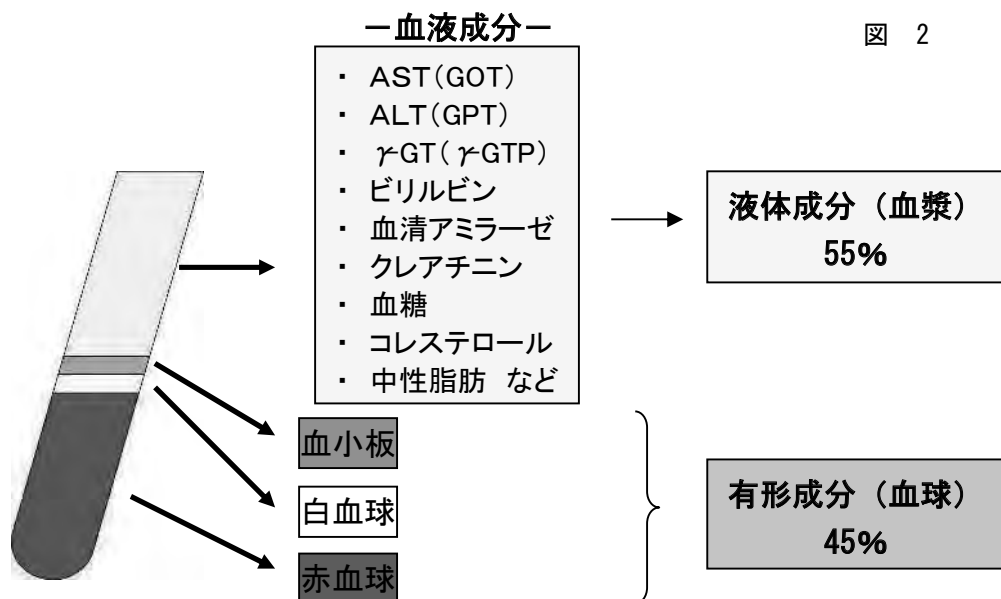 －血液成分－
図 2
・ AST(GOT)
・ ALT(GPT)
・ γGT(γGTP)
・ ビリルビン
・ 血清アミラーゼ
・ クレアチニン
・ 血糖
・ コレステロール
・ 中性脂肪 など
液体成分（血漿）
55%
血小板
白血球
赤血球
有形成分（血球）
45%